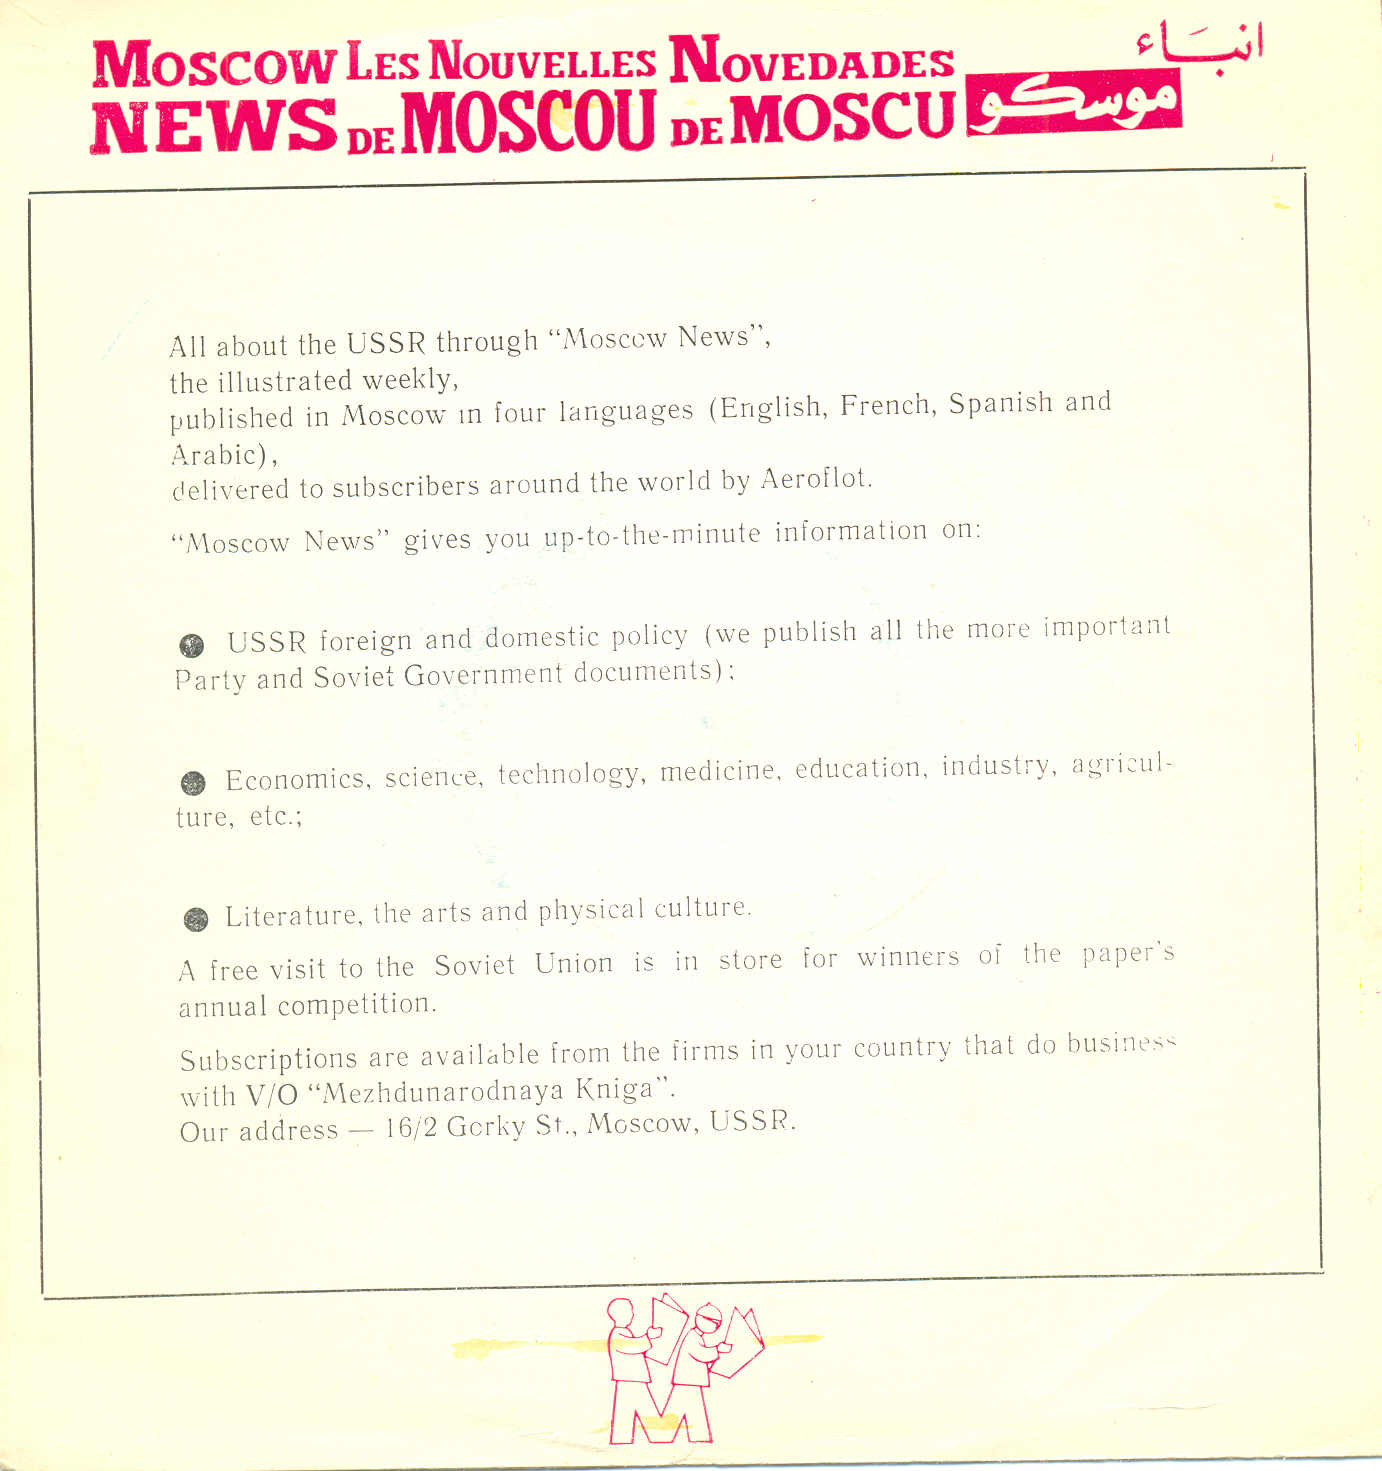 MOSCOW NEWS
LES NOUVELLES DE MOSCOU
NOVEDADES DE MOSCU
انباء موسكو
All about the USSR through “Moscow News”,
the illustrated weekly,
published in Moscow in four languages (English, French, Spanish and
Arabic),
delivered to subscribers around the world by Aeroflot.
“Moscow News” gives you up-to-the-minute information on:
● USSR foreign and domestic policy (we publish all the more important
Party and Soviet Government documents);
● Economics, science, technology, medicine, education, industry, agricul-
ture, etc.;
● Literature, the arts and physical culture.
A free visit to the Soviet Union is in store for winners of the paper's
annual competition.
Subscriptions are available from the firms in your country that do business
with V/O “Mezhdunarodnaya Kniga”.
Our address — 16/2 Gorky St., Moscow, USSR.